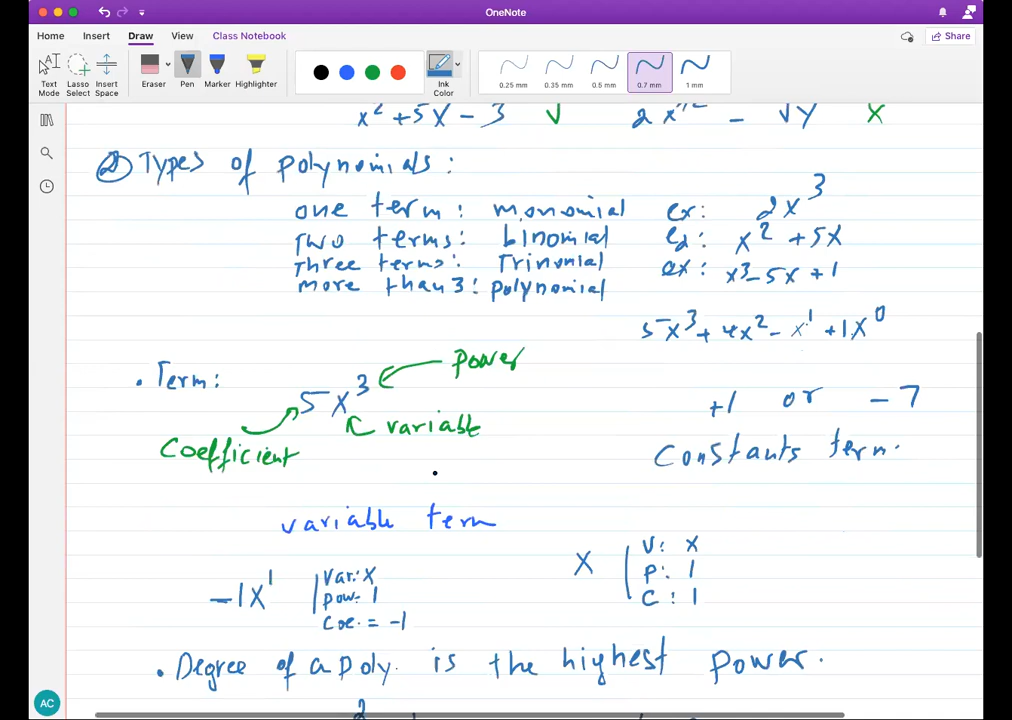 OneNote
Home Insert Draw View Class Notebook Share
Text Mode Lasso Select Insert Space Eraser Pen Marker Highlighter Ink Color 0.25 mm 0.35 mm 0.5 mm 0.7 mm 1 mm
x² + 5x - 3 √ 2x^1/2 - √y X
② Types of polynomials:
one term: monomial ex: 2x³
Two terms: binomial ex: x² + 5x
Three terms: Trinomial ex: x³ - 5x + 1
more than 3: polynomial
5x³ + 4x² - x¹ + 1x⁰
• Term: 5x³ power
variable
Coefficient
+1 or -7
Constants term.
variable term
-1x¹ Var: x
pow: 1
coe. = -1
x V: x
P: 1
C: 1
• Degree of a poly. is the highest power.
2
AC